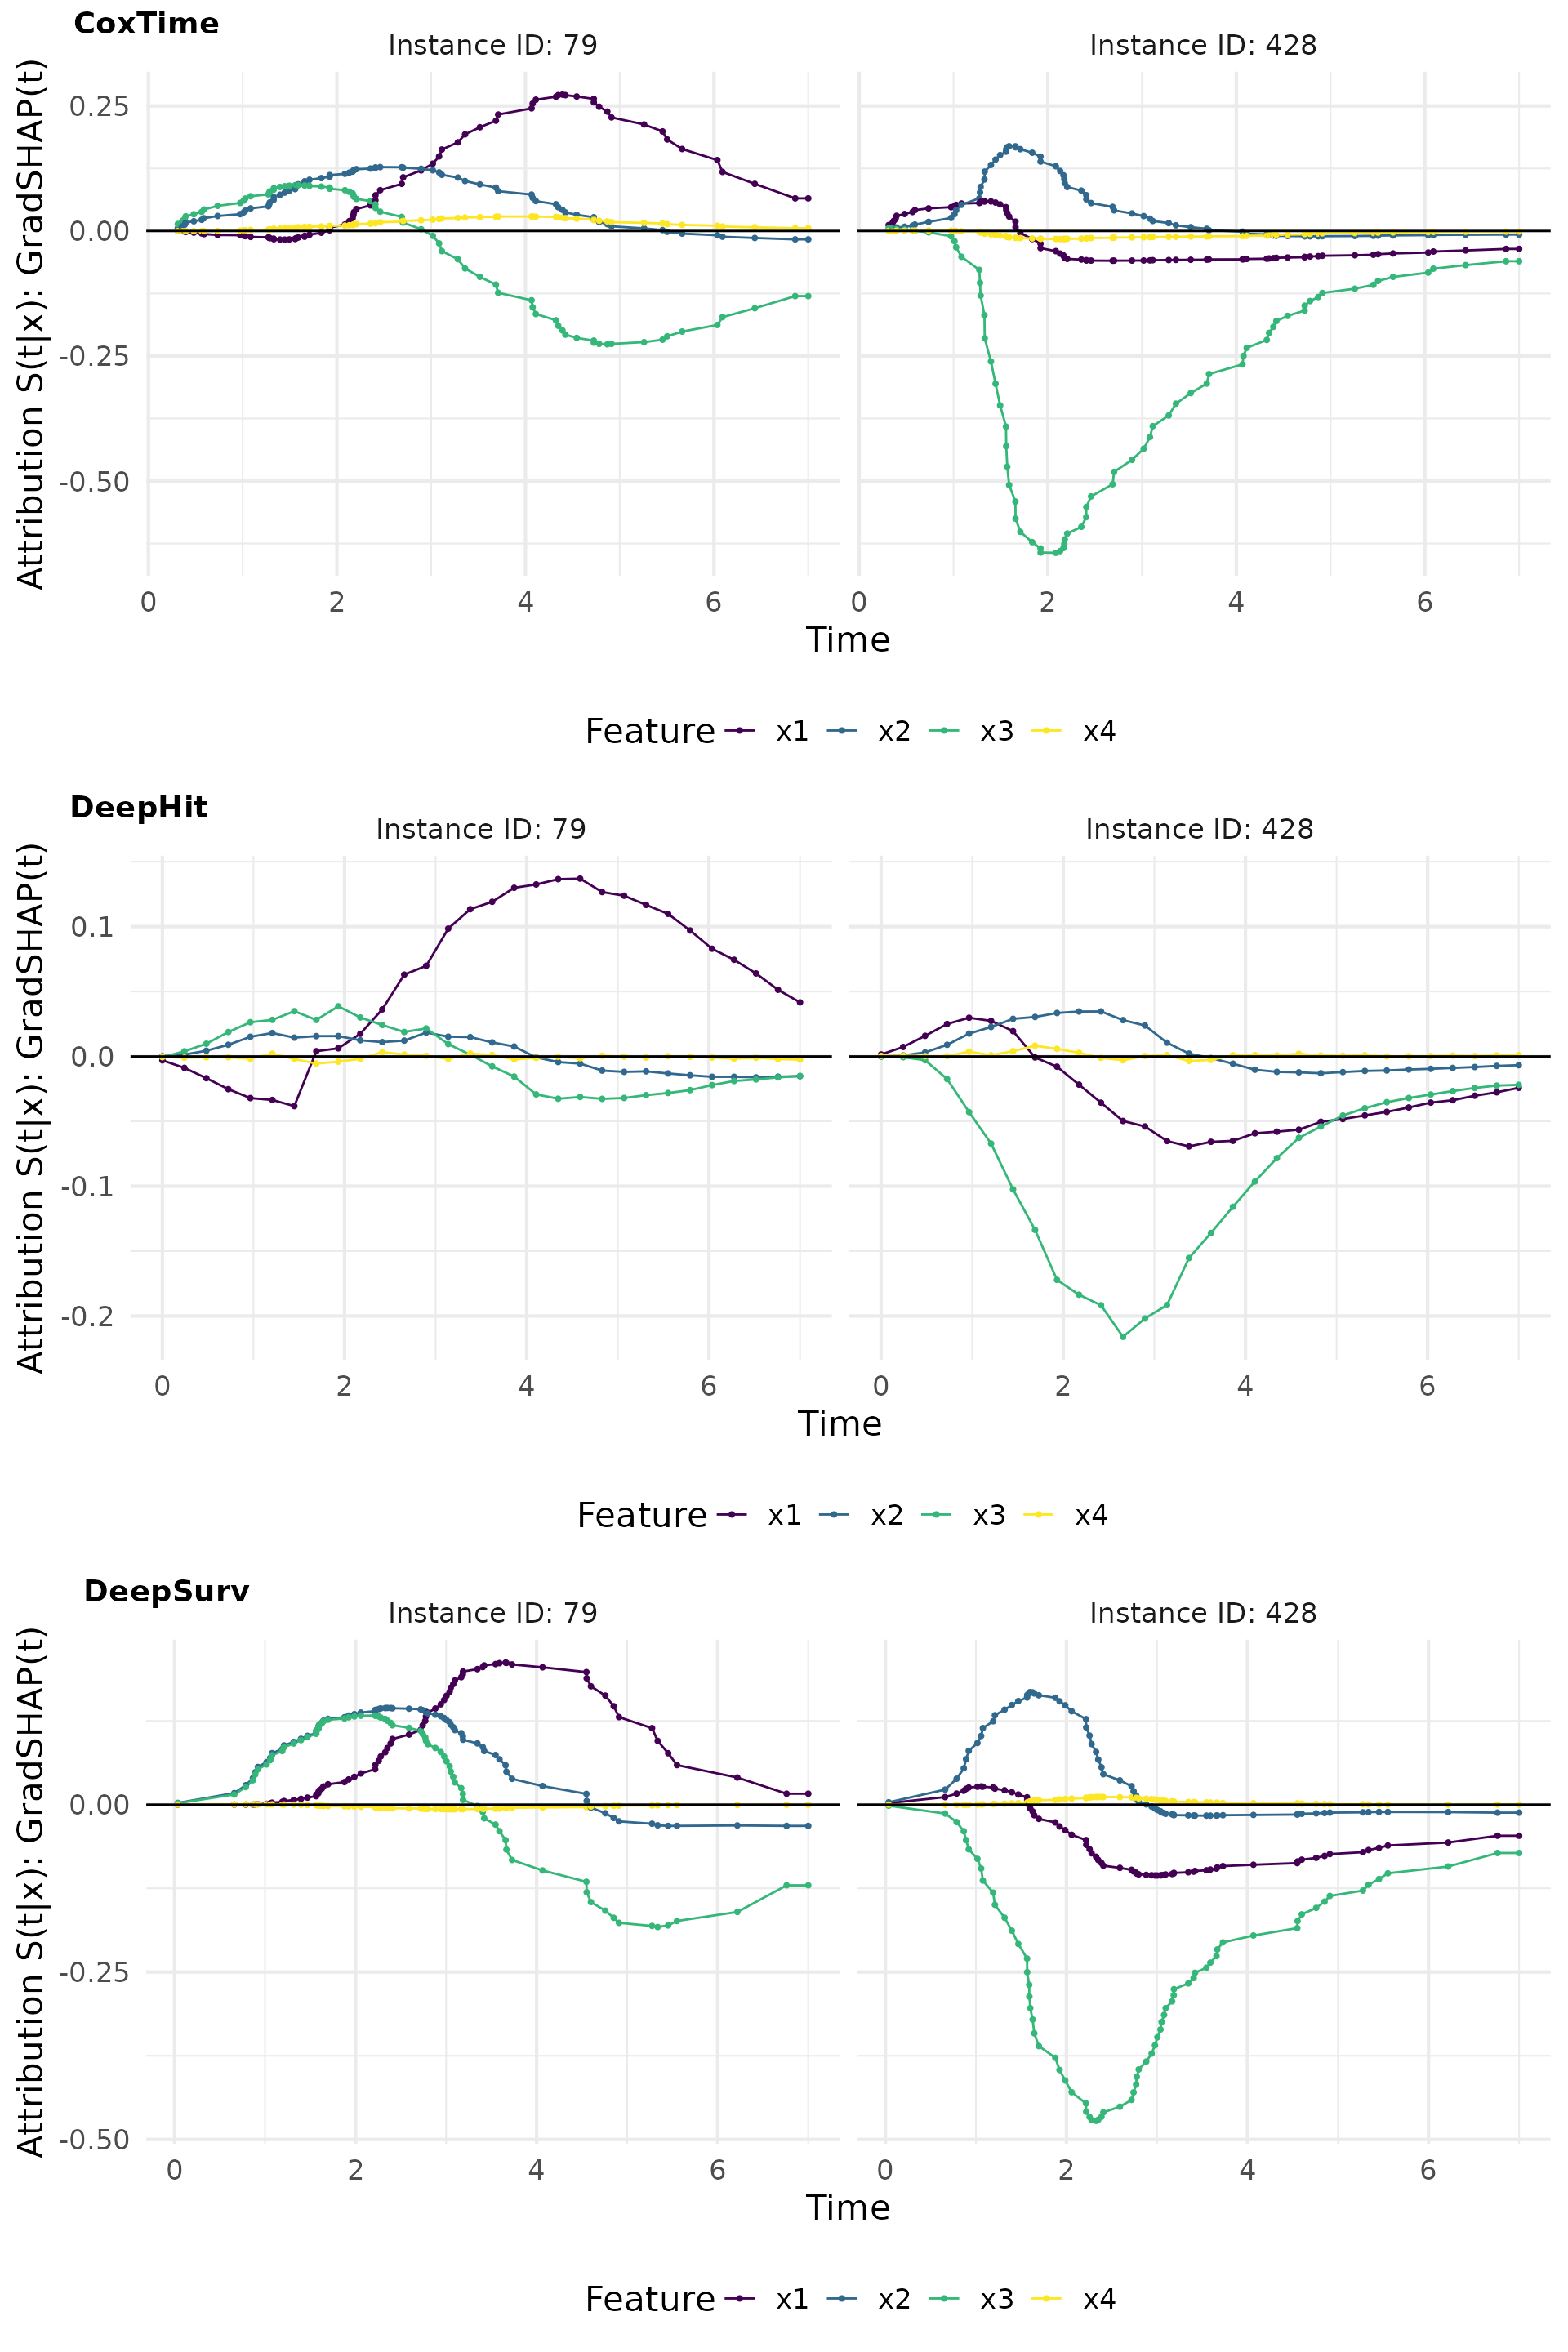 CoxTime
Instance ID: 79 Instance ID: 428
Attribution S(t|x): GradSHAP(t)
0.25
0.00
-0.25
-0.50
0 2 4 6 0 2 4 6
Time
Feature x1 x2 x3 x4
DeepHit
Instance ID: 79 Instance ID: 428
Attribution S(t|x): GradSHAP(t)
0.1
0.0
-0.1
-0.2
0 2 4 6 0 2 4 6
Time
Feature x1 x2 x3 x4
DeepSurv
Instance ID: 79 Instance ID: 428
Attribution S(t|x): GradSHAP(t)
0.00
-0.25
-0.50
0 2 4 6 0 2 4 6
Time
Feature x1 x2 x3 x4